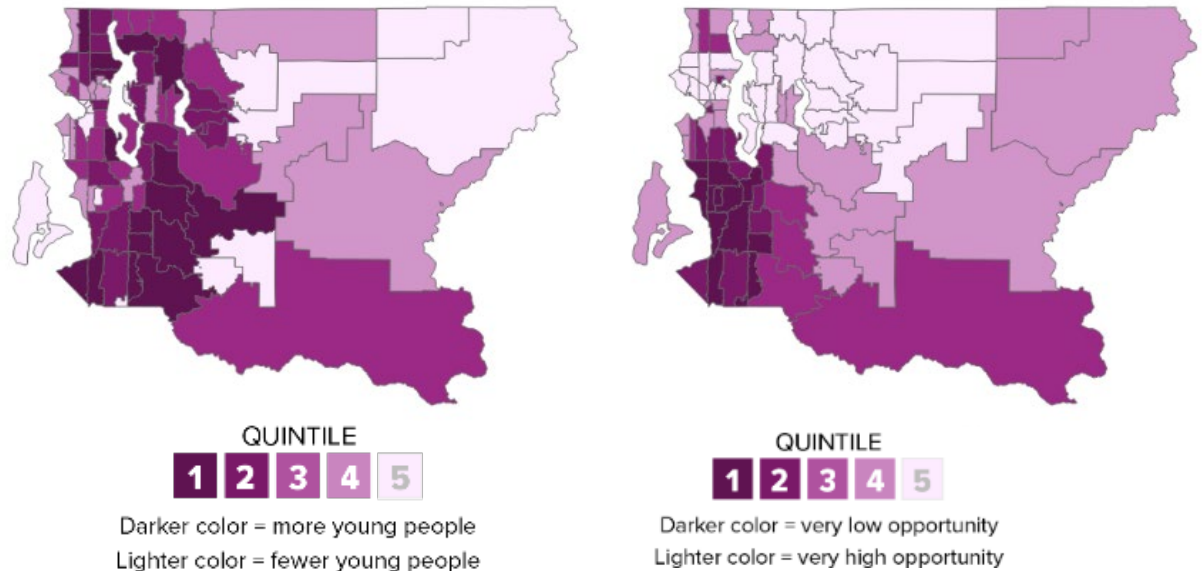 QUINTILE
1 2 3 4 5
Darker color = more young people
Lighter color = fewer young people
QUINTILE
1 2 3 4 5
Darker color = very low opportunity
Lighter color = very high opportunity